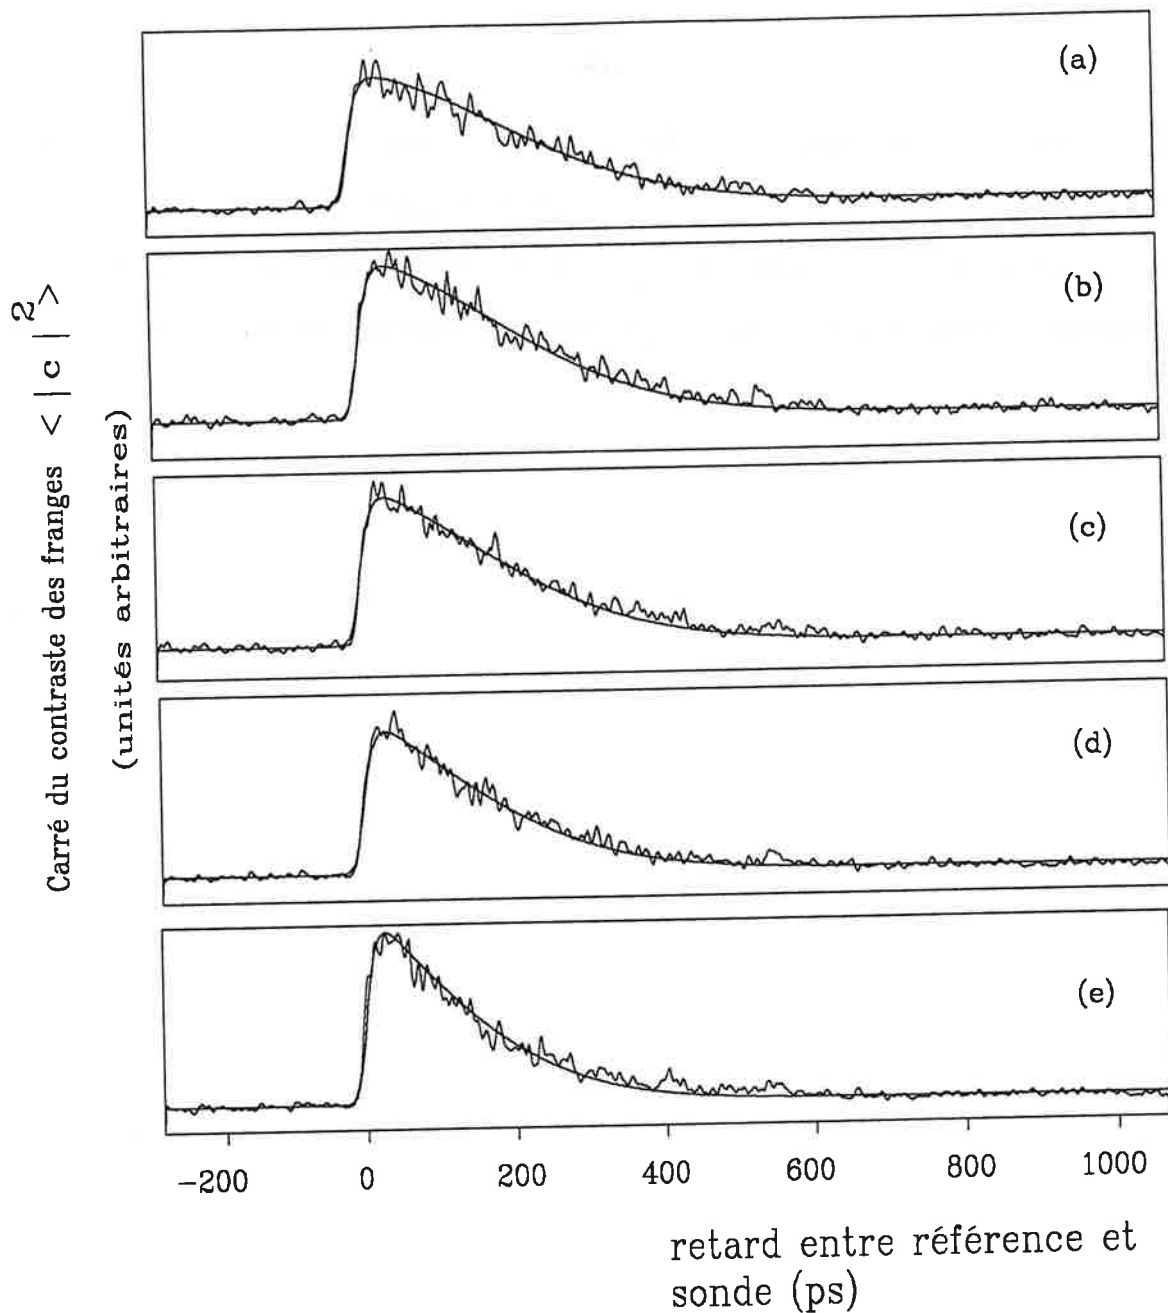 Carré du contraste des franges < | c |²>
(unités arbitraires)
(a)
(b)
(c)
(d)
(e)
-200 0 200 400 600 800 1000
retard entre référence et
sonde (ps)